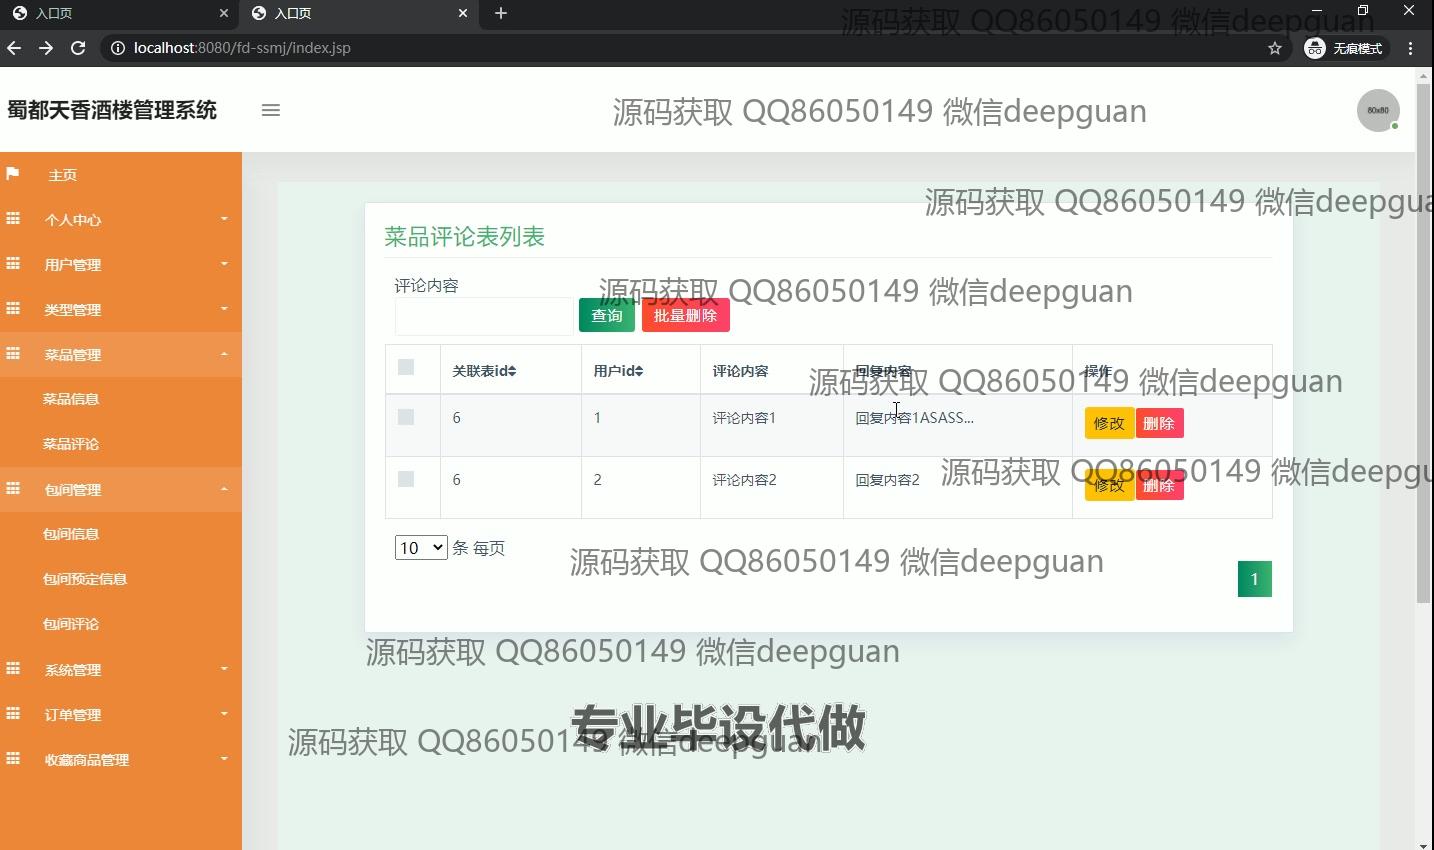 入口页
入口页
localhost:8080/fd-ssmj/index.jsp
无痕模式
源码获取 QQ86050149 微信deepguan
蜀都天香酒楼管理系统
源码获取 QQ86050149 微信deepguan
80x80
主页
个人中心
用户管理
类型管理
菜品管理
菜品信息
菜品评论
包间管理
包间信息
包间预定信息
包间评论
系统管理
订单管理
收藏商品管理
源码获取 QQ86050149 微信deepgua
菜品评论表列表
评论内容
源码获取 QQ86050149 微信deepguan
查询 批量删除
关联表id 用户id 评论内容 回复内容 操作
源码获取 QQ86050149 微信deepguan
6 1 评论内容1 回复内容1ASASS... 修改 删除
源码获取 QQ86050149 微信deepgu
6 2 评论内容2 回复内容2 修改 删除
10 条 每页
源码获取 QQ86050149 微信deepguan
1
源码获取 QQ86050149 微信deepguan
专业毕设代做
源码获取 QQ86050149 微信deepguan